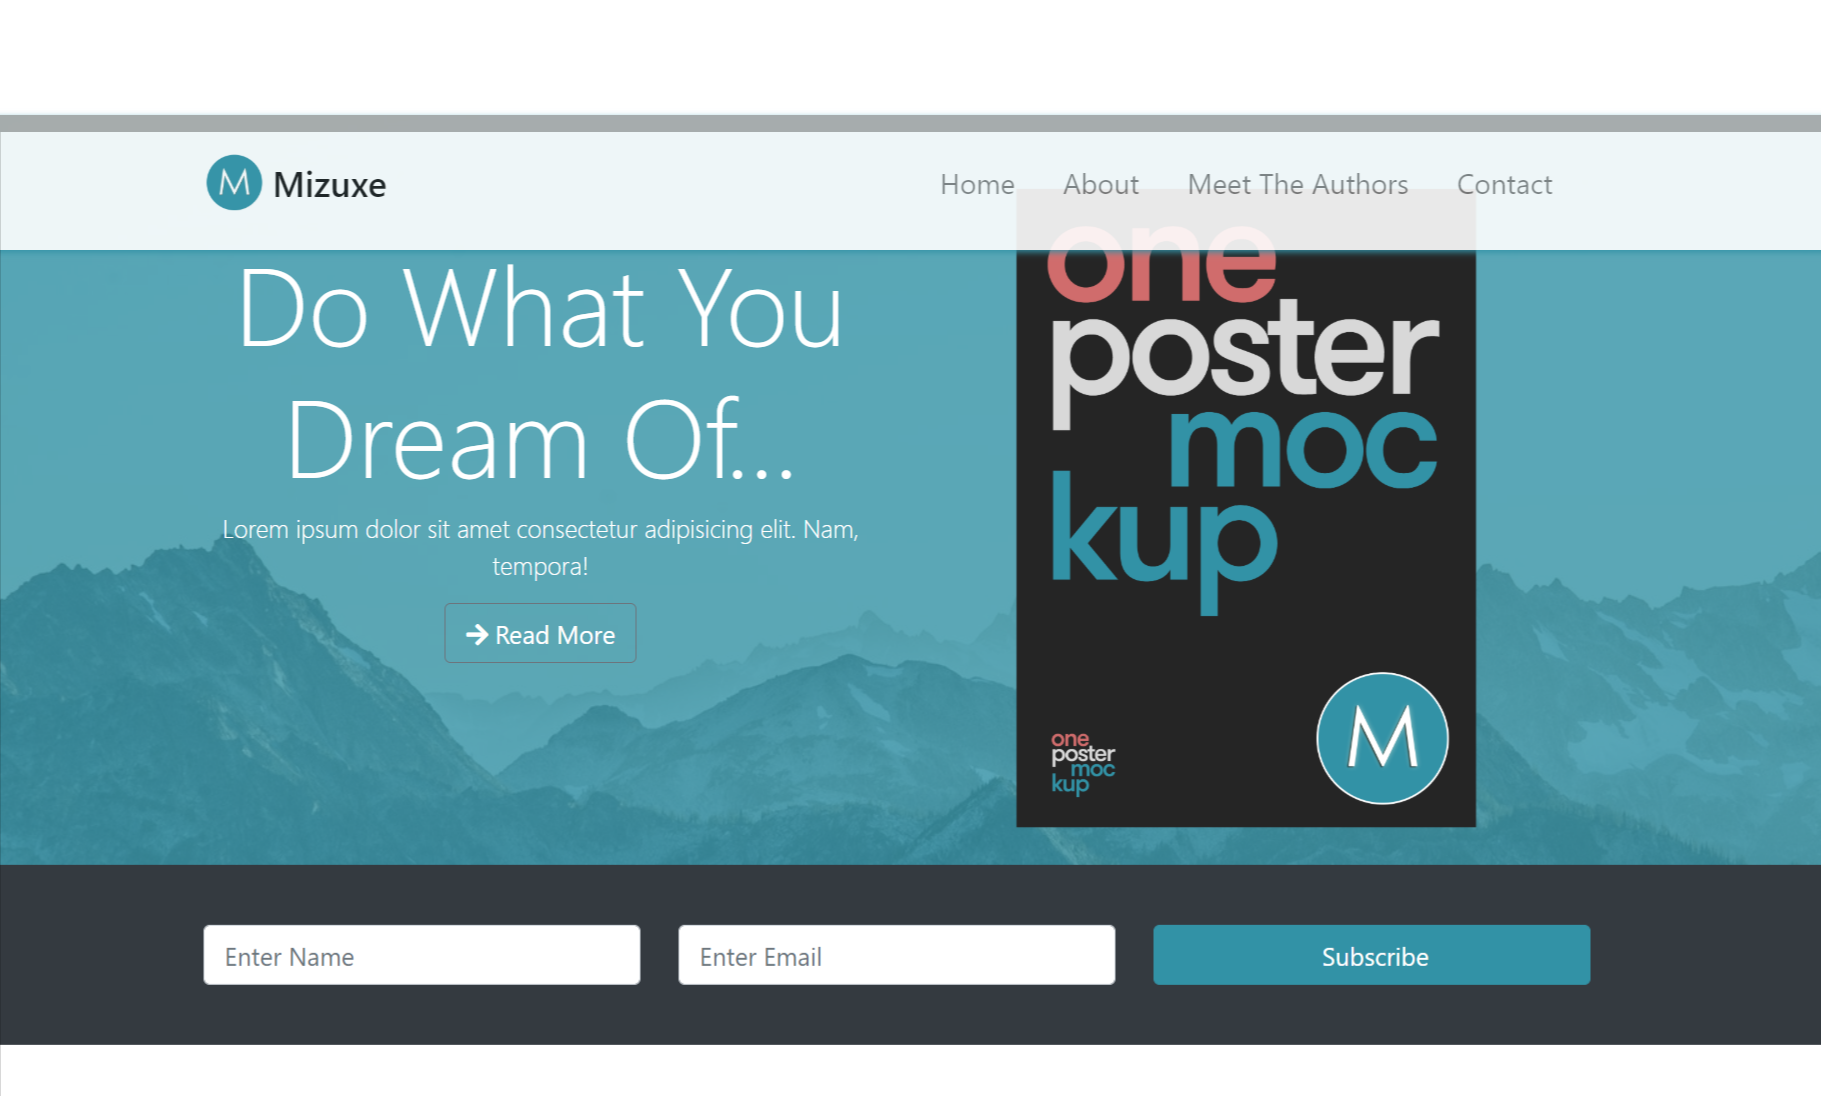 M Mizuxe
Home About Meet The Authors Contact
Do What You
Dream Of...
Lorem ipsum dolor sit amet consectetur adipisicing elit. Nam,
tempora!
Read More
one
poster
moc
kup
one
poster
moc
kup
M
Enter Name
Enter Email
Subscribe